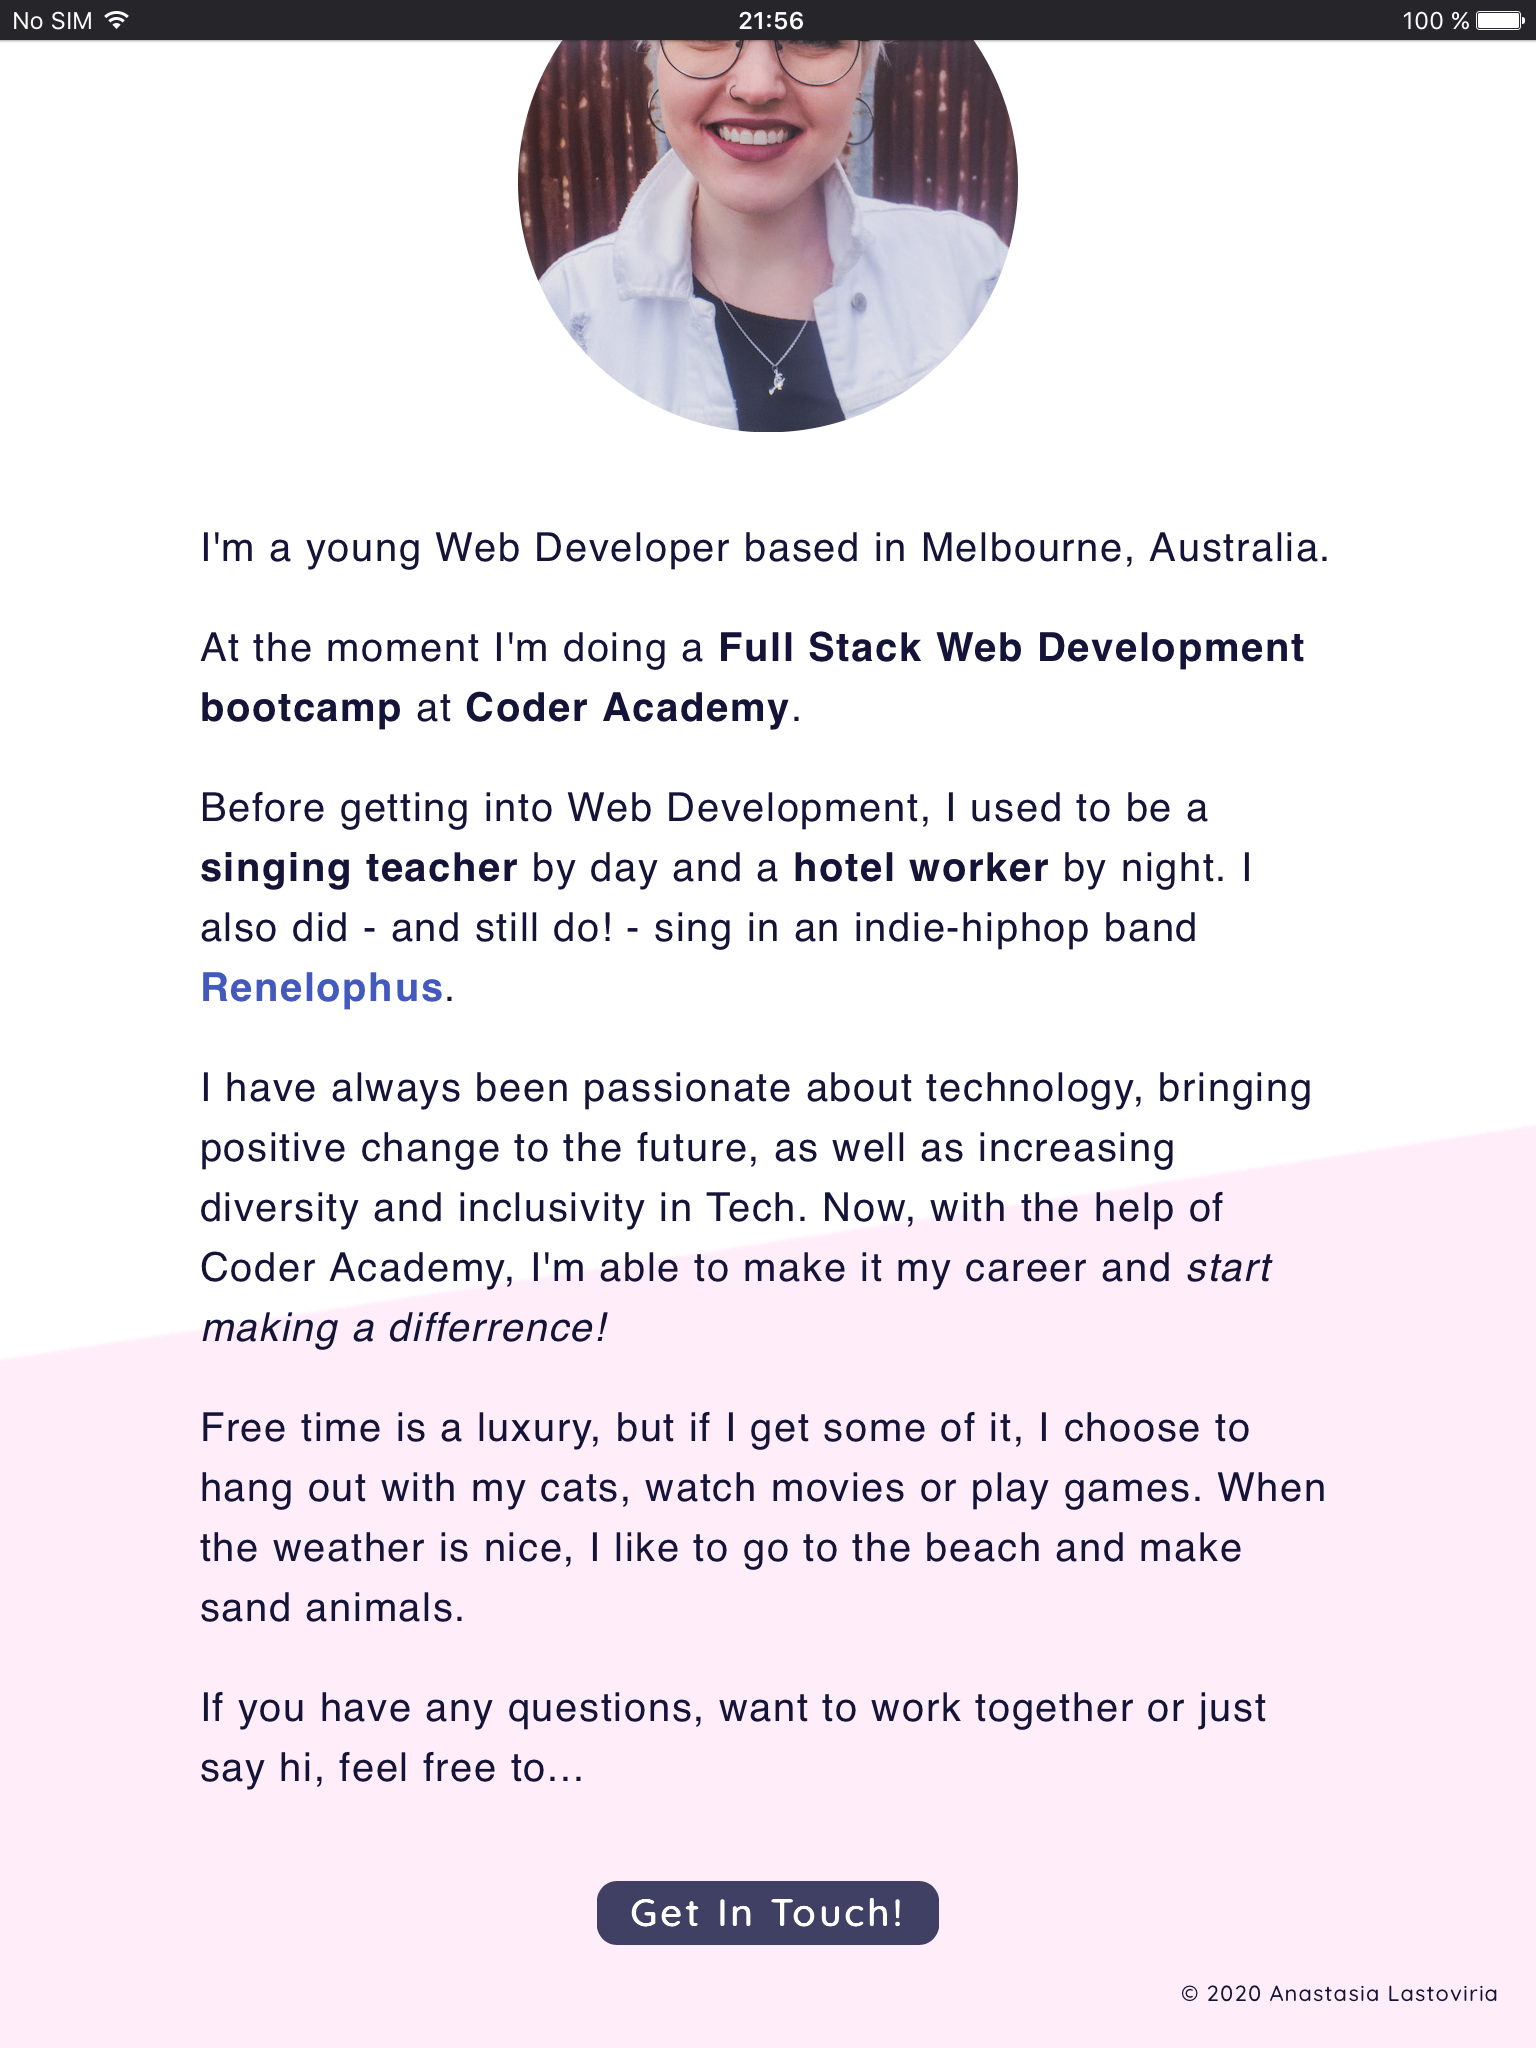 No SIM 21:56 100 %
I'm a young Web Developer based in Melbourne, Australia.
At the moment I'm doing a Full Stack Web Development
bootcamp at Coder Academy.
Before getting into Web Development, I used to be a
singing teacher by day and a hotel worker by night. I
also did - and still do! - sing in an indie-hiphop band
Renelophus.
I have always been passionate about technology, bringing
positive change to the future, as well as increasing
diversity and inclusivity in Tech. Now, with the help of
Coder Academy, I'm able to make it my career and start
making a differrence!
Free time is a luxury, but if I get some of it, I choose to
hang out with my cats, watch movies or play games. When
the weather is nice, I like to go to the beach and make
sand animals.
If you have any questions, want to work together or just
say hi, feel free to...
Get In Touch!
© 2020 Anastasia Lastoviria